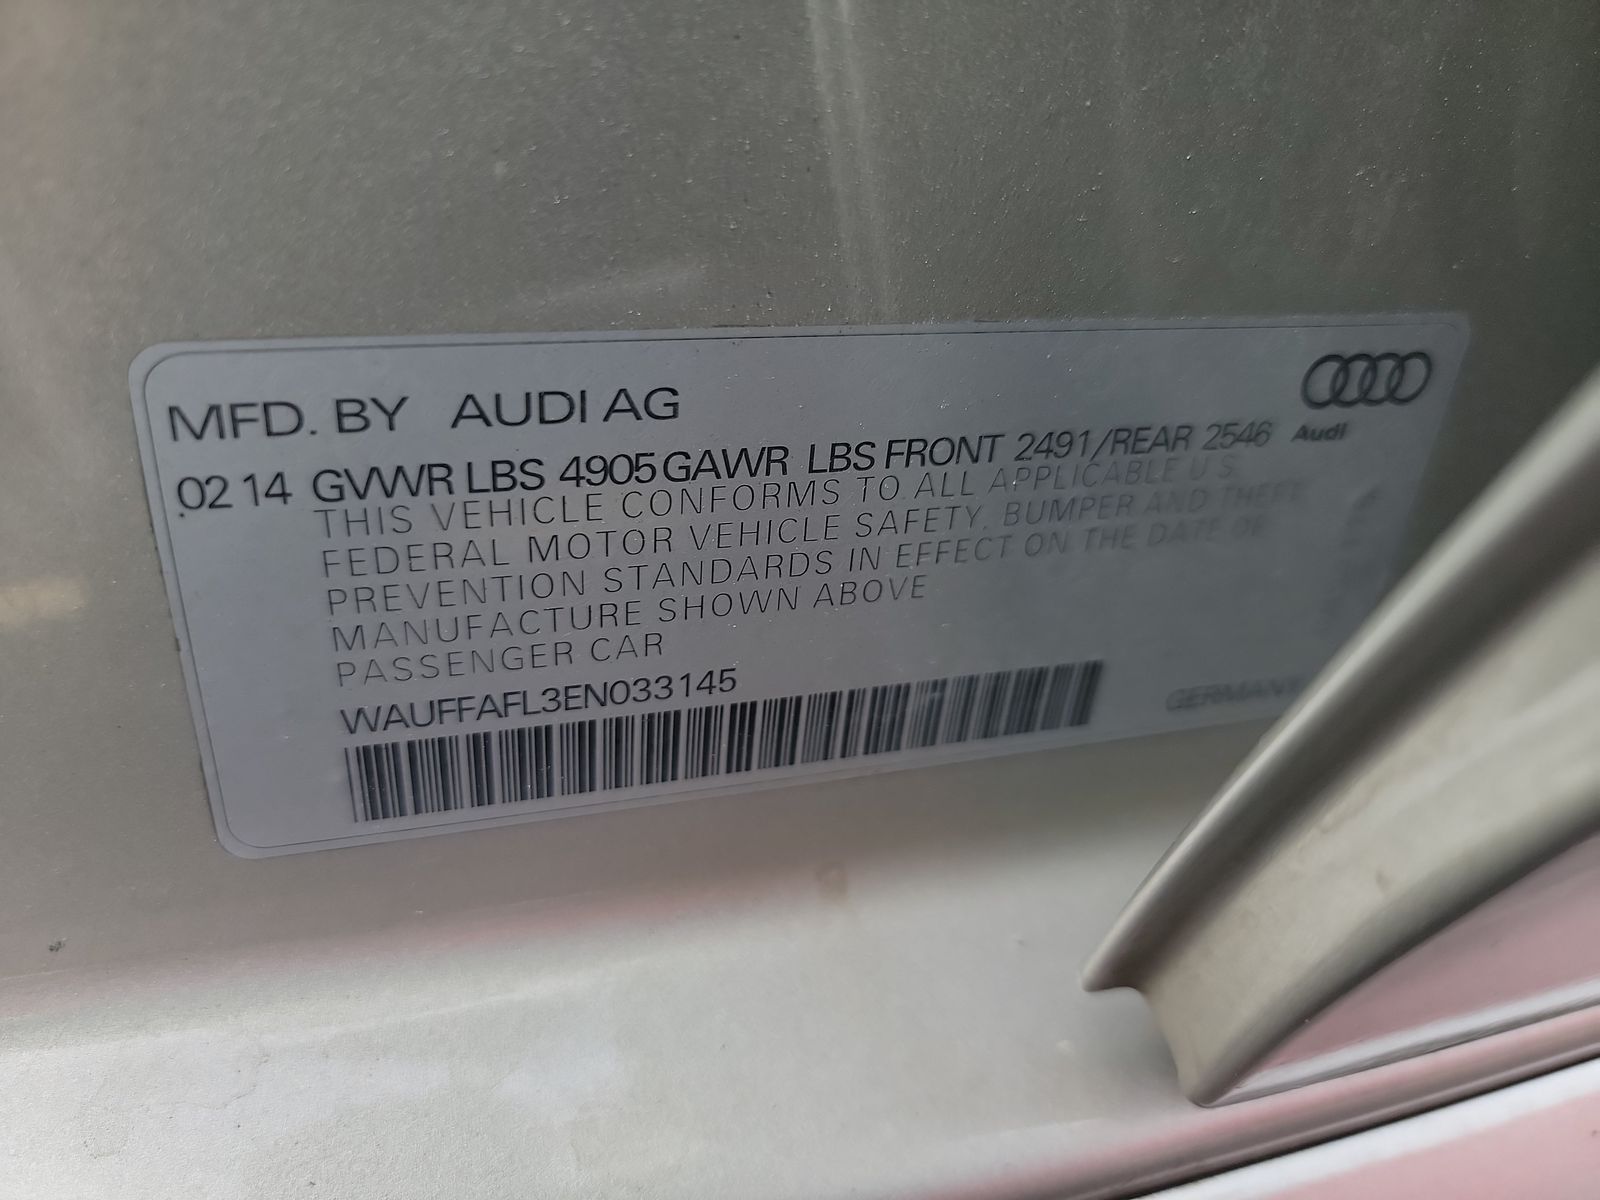 MFD. BY AUDI AG
02 14 GVWR LBS 4905 GAWR LBS FRONT 2491/REAR 2546 Audi
THIS VEHICLE CONFORMS TO ALL APPLICABLE U.S.
FEDERAL MOTOR VEHICLE SAFETY, BUMPER AND THEFT
PREVENTION STANDARDS IN EFFECT ON THE DATE OF
MANUFACTURE SHOWN ABOVE
PASSENGER CAR
WAUFFAFL3EN033145
GERMANY